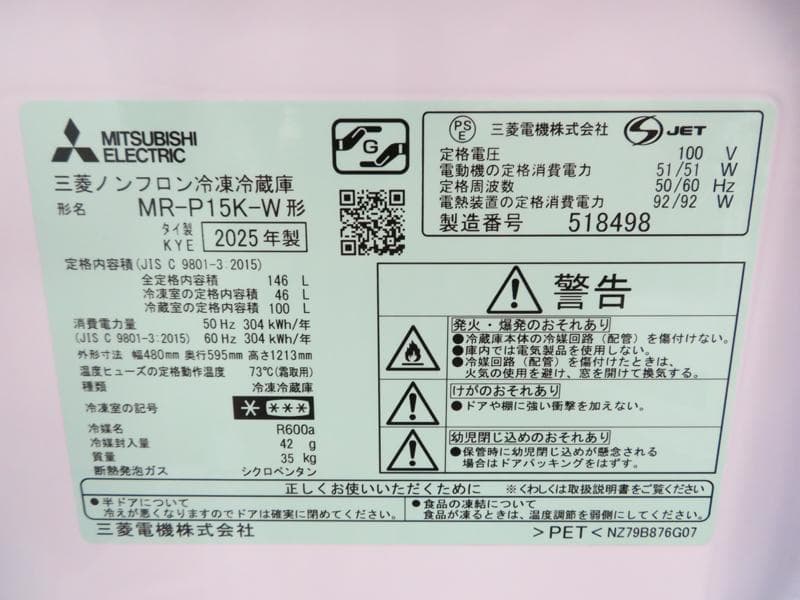 MITSUBISHI
ELECTRIC
G
三菱ノンフロン冷凍冷蔵庫
形名 MR-P15K-W形
タイ製
KYE 2025年製
PS
E 三菱電機株式会社 S JET
定格電圧 100 V
電動機の定格消費電力 51/51 W
定格周波数 50/60 Hz
電熱装置の定格消費電力 92/92 W
製造番号 518498
定格内容積(JIS C 9801-3:2015)
全定格内容積 146 L
冷凍室の定格内容積 46 L
冷蔵室の定格内容積 100 L
消費電力量 50 Hz 304 kWh/年
(JIS C 9801-3:2015) 60 Hz 304 kWh/年
外形寸法 幅480mm 奥行595mm 高さ1213mm
温度ヒューズの定格動作温度 73℃(霜取用)
種類 冷凍冷蔵庫
冷凍室の記号
冷媒名 R600a
冷媒封入量 42 g
質量 35 kg
断熱発泡ガス シクロペンタン
警告
発火・爆発のおそれあり
●冷蔵庫本体の冷媒回路(配管)を傷付けない。
●庫内では電気製品を使用しない。
●冷媒回路(配管)を傷付けたときは、
火気の使用を避け、窓を開けて換気する。
けがのおそれあり
●ドアや棚に強い衝撃を加えない。
幼児閉じ込めのおそれあり
●保管時に幼児閉じ込めが懸念される
場合はドアパッキングをはずす。
正しくお使いいただくために ※くわしくは取扱説明書をご覧ください
●半ドアについて
冷えが悪くなりますのでドアは確実に閉めてください。
●食品の凍結について
食品が凍るときは、温度調節を弱側にしてください。
三菱電機株式会社 >PET< NZ79B876G07